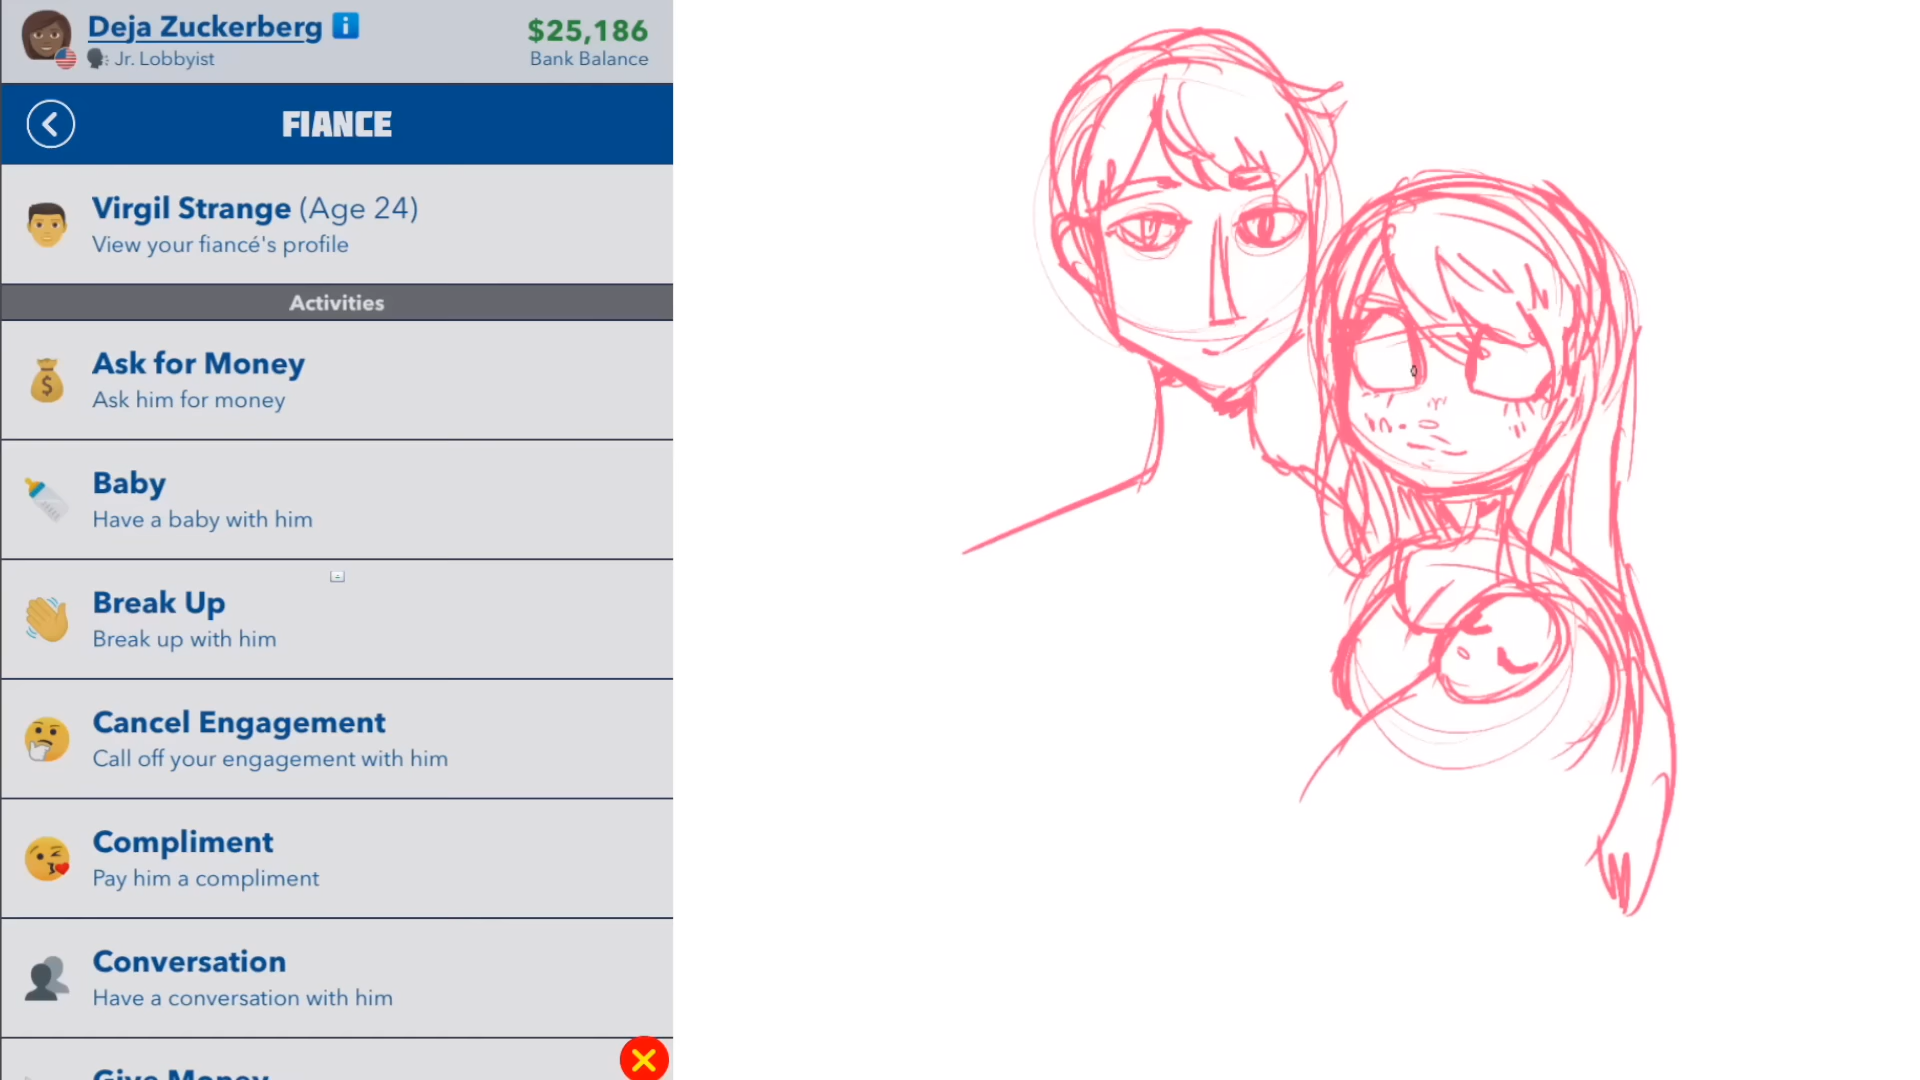 Deja Zuckerberg
$25,186
Jr. Lobbyist
Bank Balance
FIANCE
Virgil Strange (Age 24)
View your fiancé's profile
Activities
Ask for Money
Ask him for money
Baby
Have a baby with him
Break Up
Break up with him
Cancel Engagement
Call off your engagement with him
Compliment
Pay him a compliment
Conversation
Have a conversation with him
Give Money